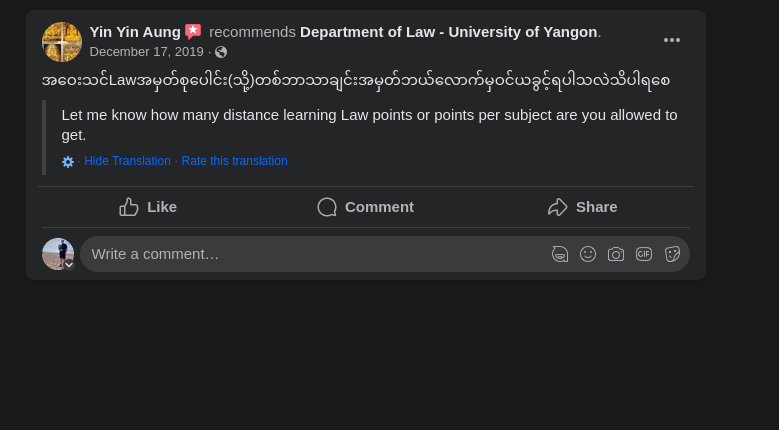 Yin Yin Aung recommends Department of Law - University of Yangon.
December 17, 2019 ·
အဝေးသင်Lawအမှတ်စုပေါင်း(သို့)တစ်ဘာသာချင်းအမှတ်ဘယ်လောက်မှဝင်ယခွင့်ရပါသလဲသိပါရစေ
Let me know how many distance learning Law points or points per subject are you allowed to
get.
· Hide Translation · Rate this translation
Like Comment Share
Write a comment…
GIF